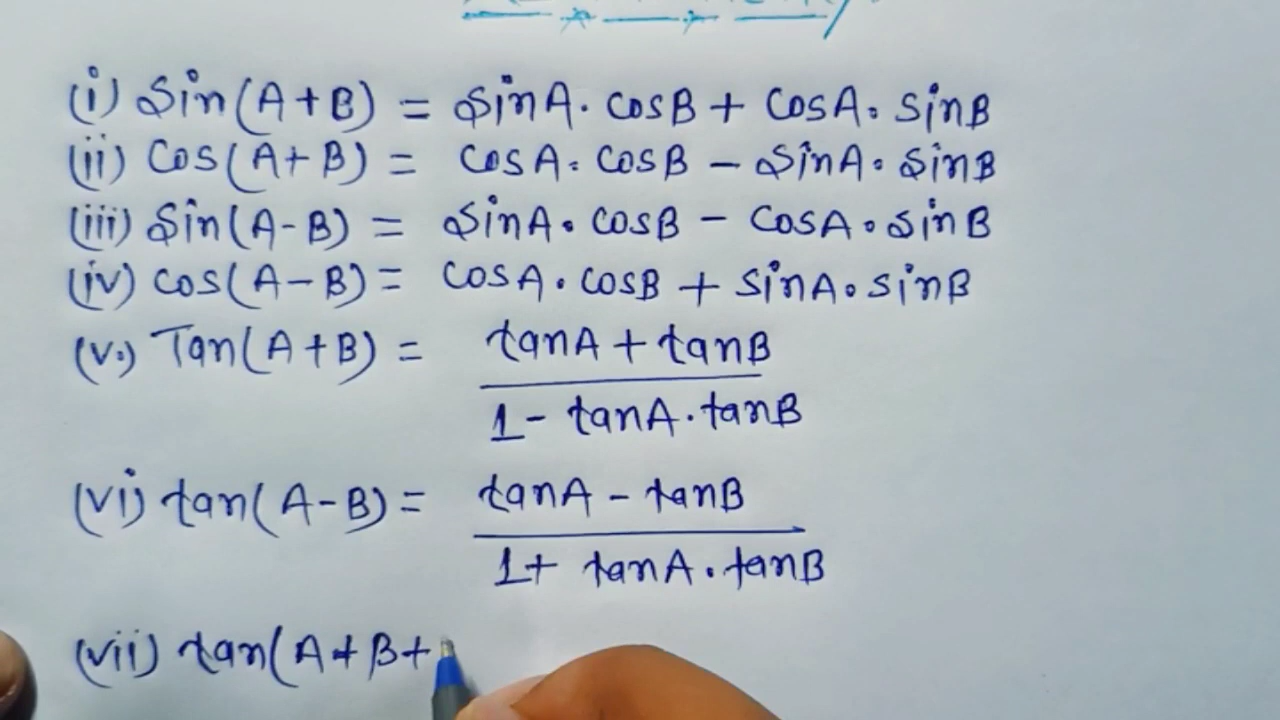 (i) Sin(A+B) = SinA. cosB + cosA. sinB
(ii) Cos(A+B) = cosA. cosB - SinA. sinB
(iii) Sin(A-B) = SinA. cosB - cosA. sinB
(iv) cos(A-B) = cosA. cosB + sinA. sinB
(v.) Tan(A+B) = tanA + tanB
1 - tanA. tanB
(vi) tan(A-B) = tanA - tanB
1 + tanA. tanB
(vii) tan(A+B+